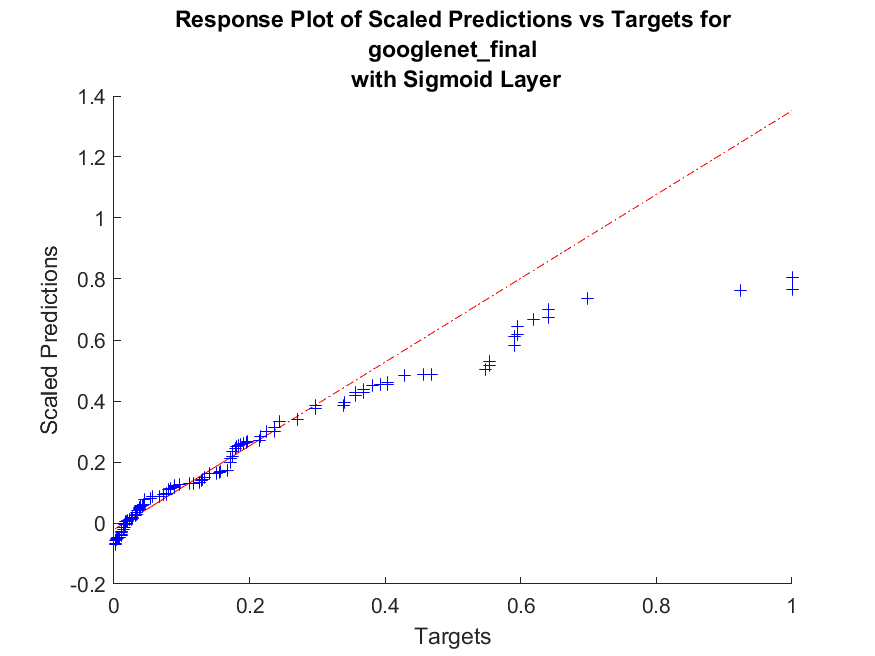 Response Plot of Scaled Predictions vs Targets for
googlenet_final
with Sigmoid Layer
1.4
1.2
1
0.8
0.6
0.4
0.2
0
-0.2
Scaled Predictions
0 0.2 0.4 0.6 0.8 1
Targets